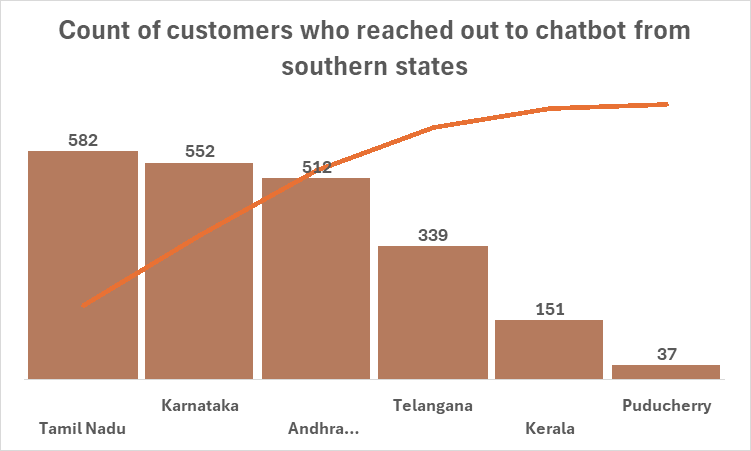 Count of customers who reached out to chatbot from
southern states
582
552
512
339
151
37
Tamil Nadu
Karnataka
Andhra...
Telangana
Kerala
Puducherry